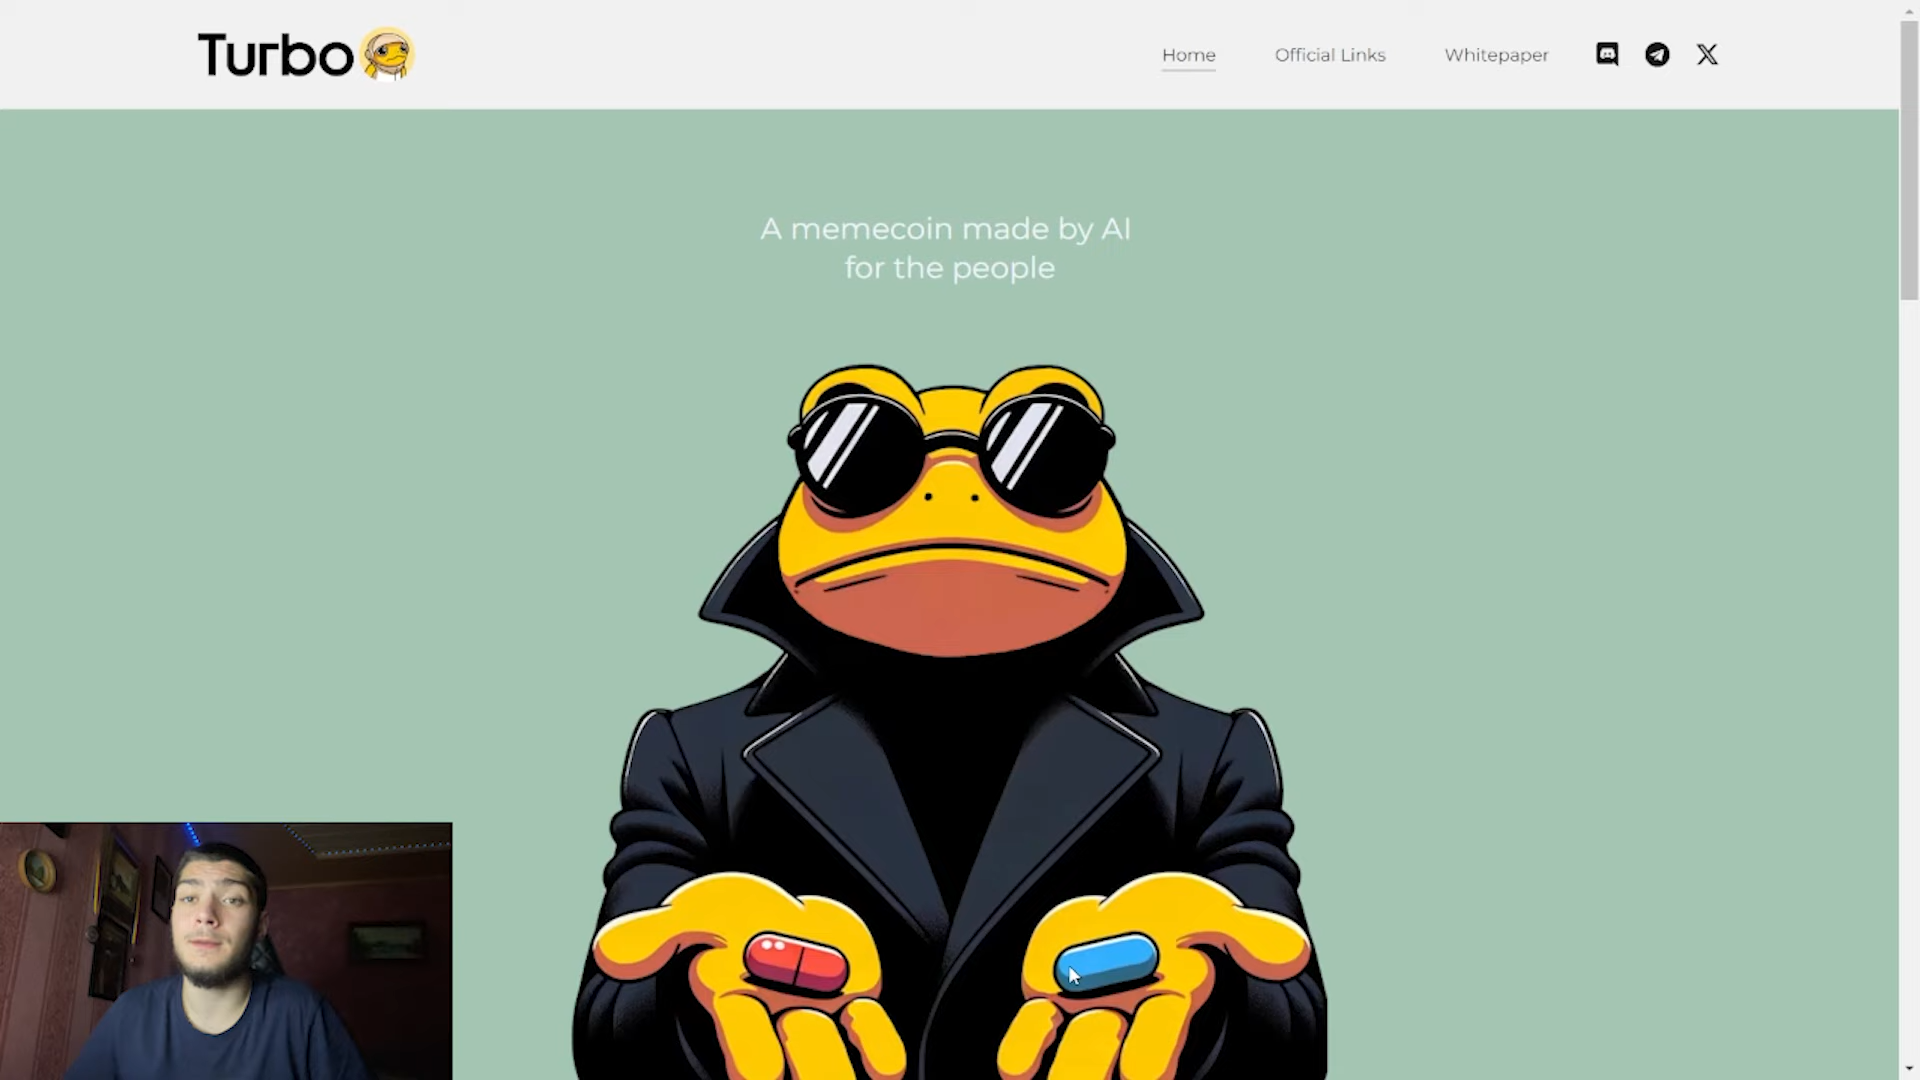 Turbo
Home
Official Links
Whitepaper
A memecoin made by AI
for the people